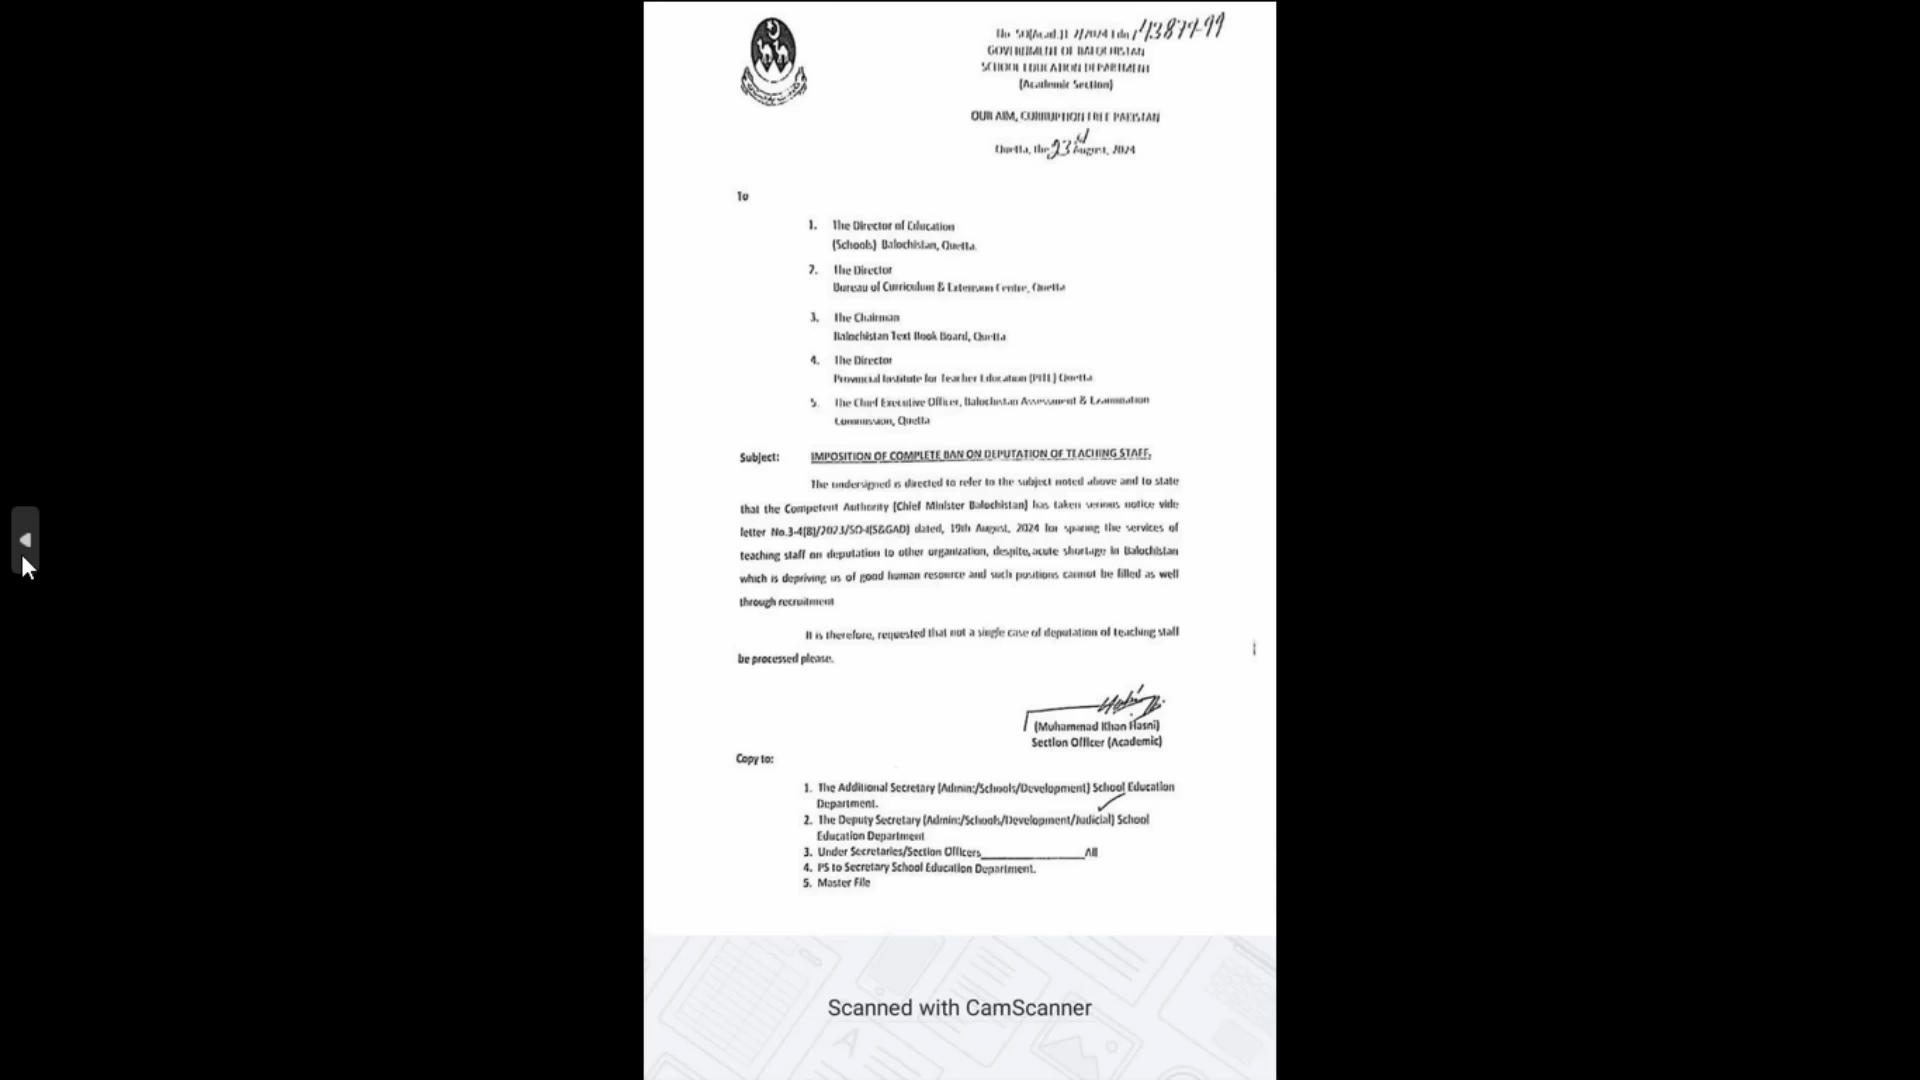 GOVERNMENT OF BALOCHISTAN
SCHOOL EDUCATION DEPARTMENT
(Academic Section)
OUR AIM, CORRUPTION FREE PAKISTAN
Quetta, the 23rd August, 2024
To
1. The Director of Education
(Schools) Balochistan, Quetta.
2. The Director
Bureau of Curriculum & Extension Centre, Quetta
3. The Chairman
Balochistan Text Book Board, Quetta
4. The Director
Provincial Institute for Teacher Education (PITE) Quetta
5. The Chief Executive Officer, Balochistan Assessment & Examination
Commission, Quetta
Subject: IMPOSITION OF COMPLETE BAN ON DEPUTATION OF TEACHING STAFF.
The undersigned is directed to refer to the subject noted above and to state
that the Competent Authority (Chief Minister Balochistan) has taken serious notice vide
letter No.3-4(8)/2023/SO-I(S&GAD) dated, 19th August, 2024 for sparing the services of
teaching staff on deputation to other organization, despite, acute shortage in Balochistan
which is depriving us of good human resource and such positions cannot be filled as well
through recruitment
It is therefore, requested that not a single case of deputation of teaching staff
be processed please.
(Muhammad Khan Hasni)
Section Officer (Academic)
Copy to:
1. The Additional Secretary (Admin:/Schools/Development) School Education
Department.
2. The Deputy Secretary (Admin:/Schools/Development/Judicial) School
Education Department
3. Under Secretaries/Section Officers_______________All
4. PS to Secretary School Education Department.
5. Master File
Scanned with CamScanner